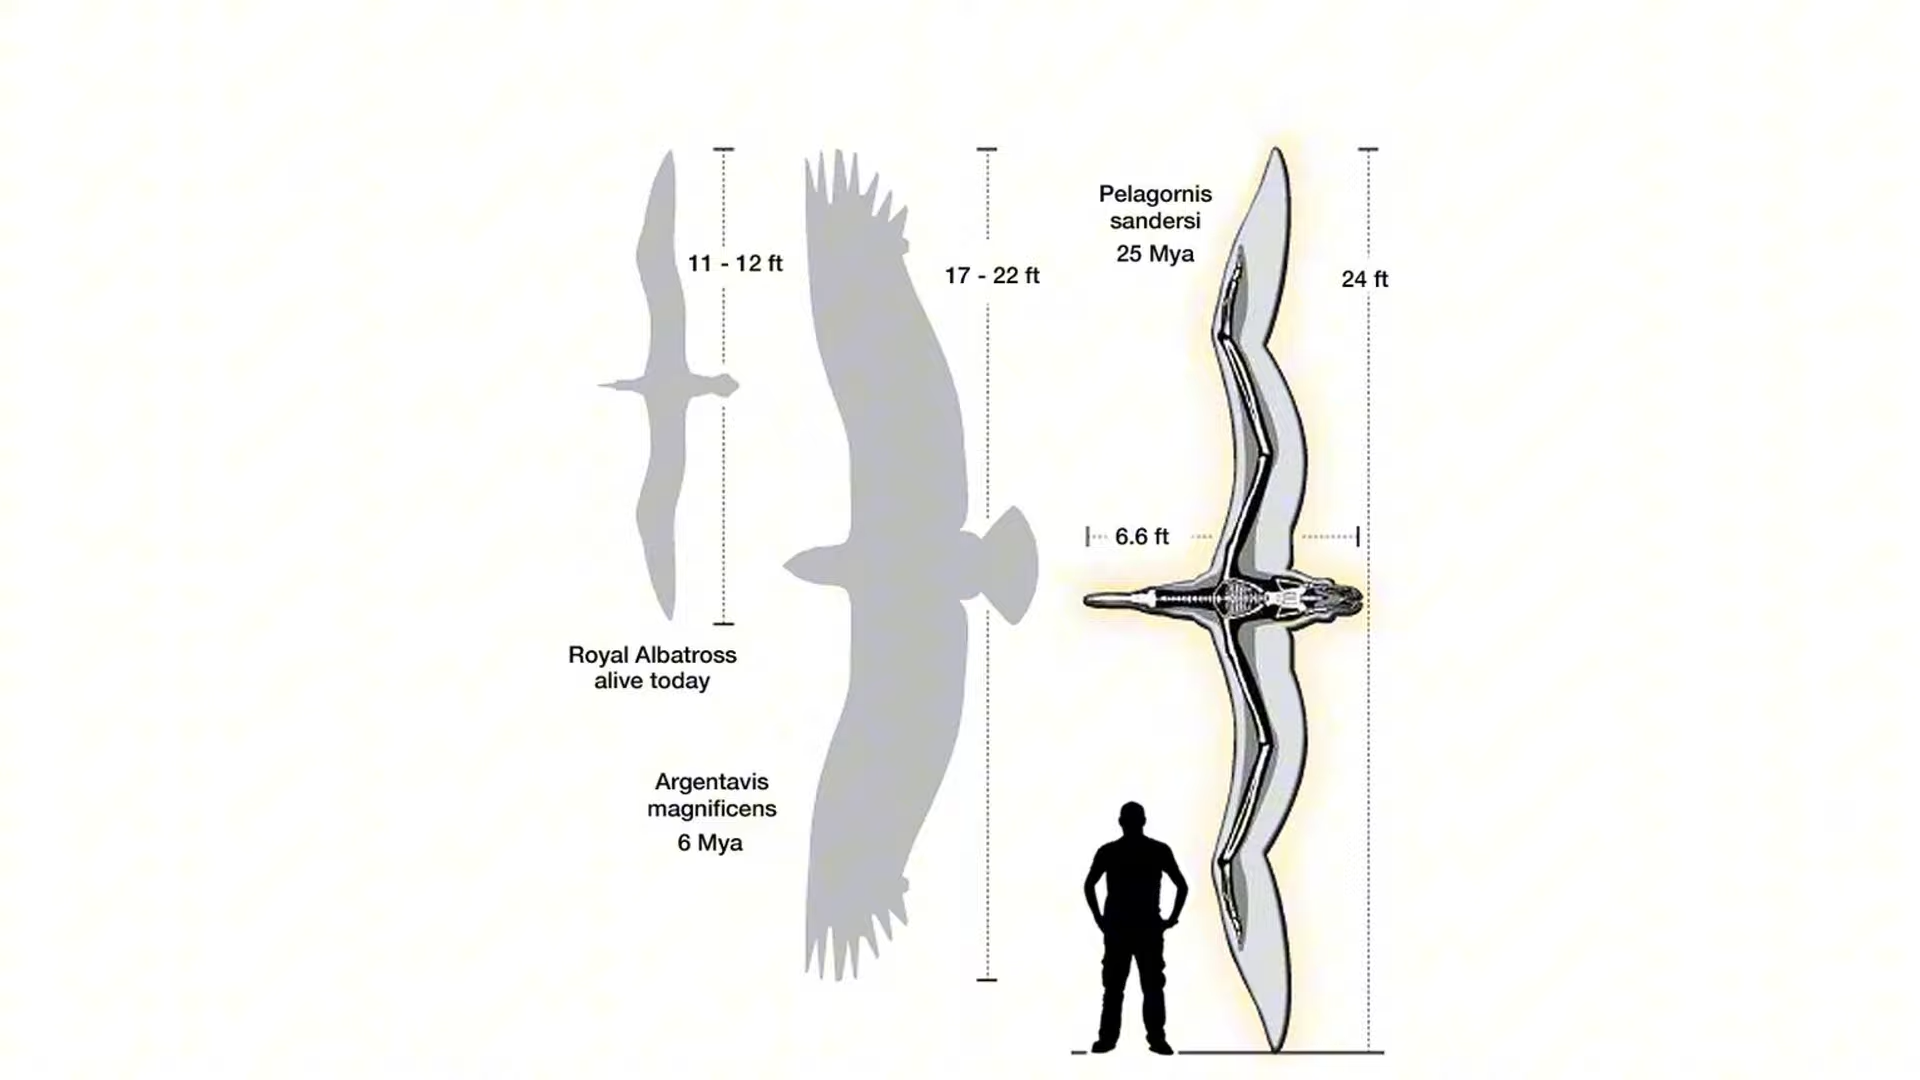 11 - 12 ft
Royal Albatross
alive today
17 - 22 ft
Argentavis
magnificens
6 Mya
Pelagornis
sandersi
25 Mya
24 ft
6.6 ft